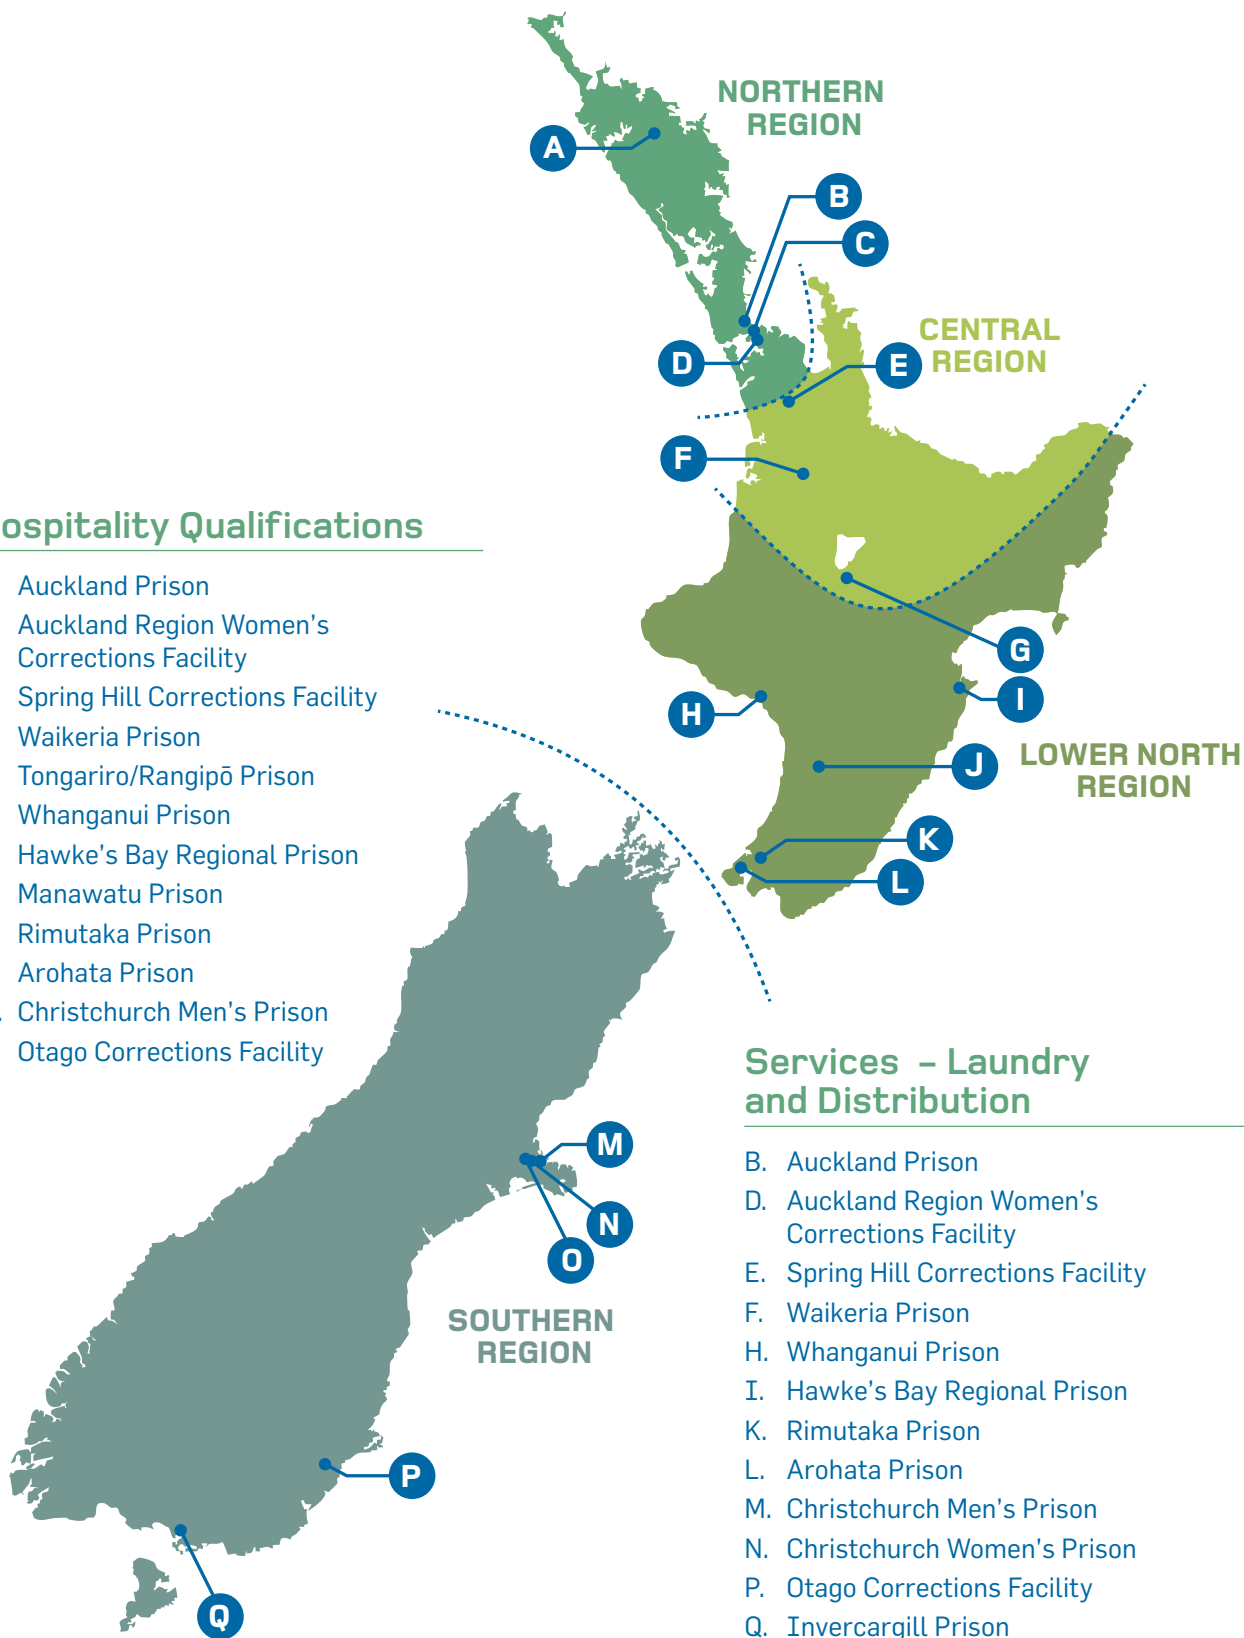 NORTHERN
REGION
A
B
C
D
CENTRAL
REGION
E
F
ospitality Qualifications
Auckland Prison
Auckland Region Women's
Corrections Facility
Spring Hill Corrections Facility
Waikeria Prison
Tongariro/Rangipō Prison
Whanganui Prison
Hawke's Bay Regional Prison
Manawatu Prison
Rimutaka Prison
Arohata Prison
. Christchurch Men's Prison
Otago Corrections Facility
G
I
H
LOWER NORTH
REGION
J
K
L
M
N
O
SOUTHERN
REGION
P
Q
Services – Laundry
and Distribution
B. Auckland Prison
D. Auckland Region Women's
Corrections Facility
E. Spring Hill Corrections Facility
F. Waikeria Prison
H. Whanganui Prison
I. Hawke's Bay Regional Prison
K. Rimutaka Prison
L. Arohata Prison
M. Christchurch Men's Prison
N. Christchurch Women's Prison
P. Otago Corrections Facility
Q. Invercargill Prison